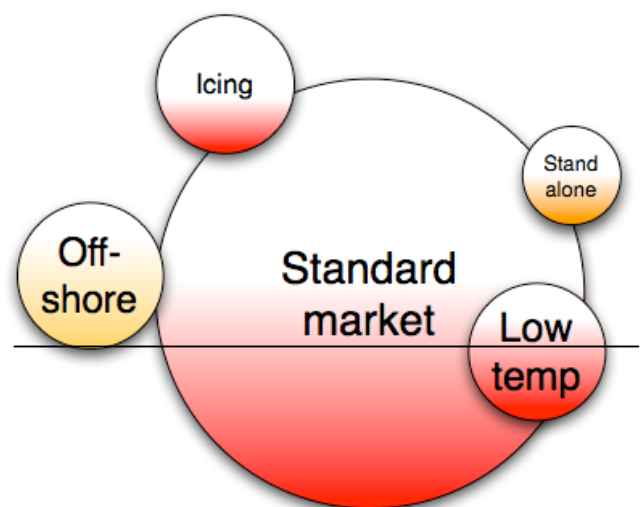 Icing
Stand
alone
Off-
shore
Standard
market
Low
temp